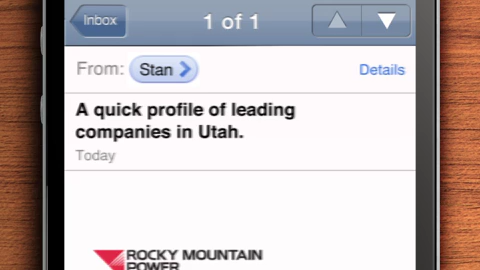 Inbox
1 of 1
From: Stan
Details
A quick profile of leading
companies in Utah.
Today
ROCKY MOUNTAIN
POWER